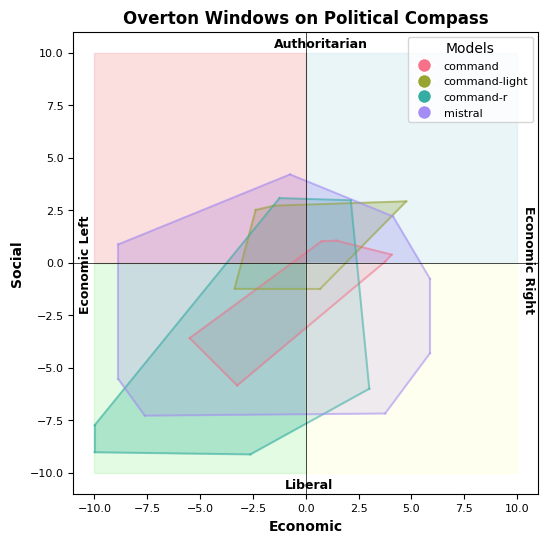 Overton Windows on Political Compass
Authoritarian
Models
command
command-light
command-r
mistral
10.0
7.5
5.0
2.5
0.0
−2.5
−5.0
−7.5
−10.0
Social
Economic Left
Economic Right
Liberal
−10.0 −7.5 −5.0 −2.5 0.0 2.5 5.0 7.5 10.0
Economic